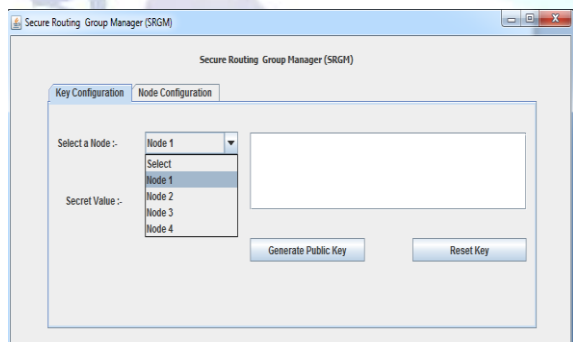 Secure Routing Group Manager (SRGM)
Secure Routing Group Manager (SRGM)
Key Configuration Node Configuration
Select a Node :- Node 1
Select
Node 1
Secret Value :- Node 2
Node 3
Node 4
Generate Public Key Reset Key